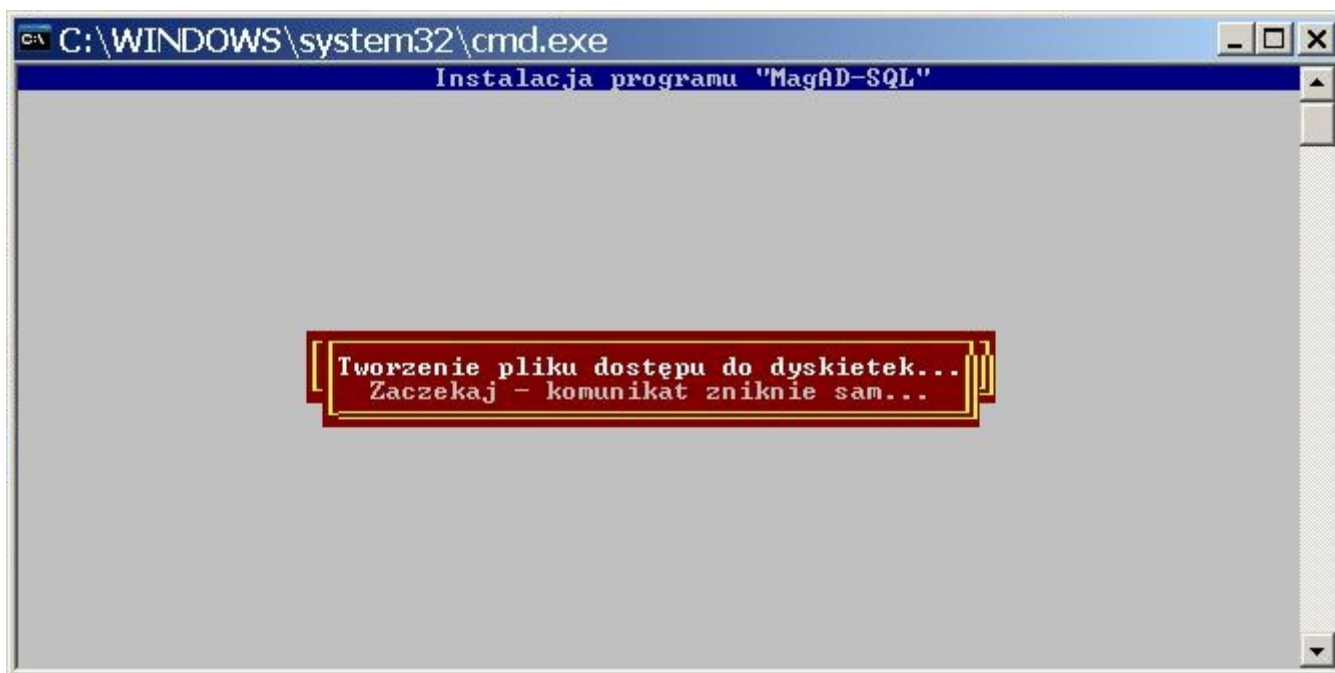 C:\WINDOWS\system32\cmd.exe
Instalacja programu "MagAD-SQL"
Tworzenie pliku dostępu do dyskietek...
Zaczekaj - komunikat zniknie sam...